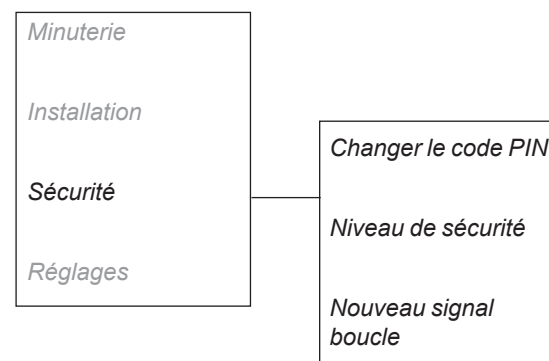 Minuterie
Installation
Sécurité
Réglages
Changer le code PIN
Niveau de sécurité
Nouveau signal
boucle